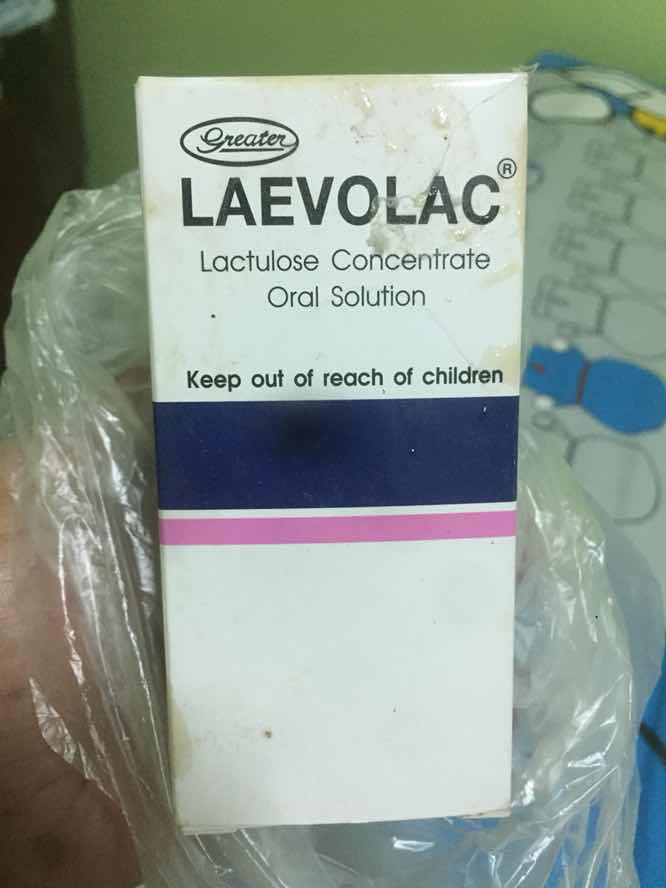 Greater
LAEVOLAC®
Lactulose Concentrate
Oral Solution
Keep out of reach of children